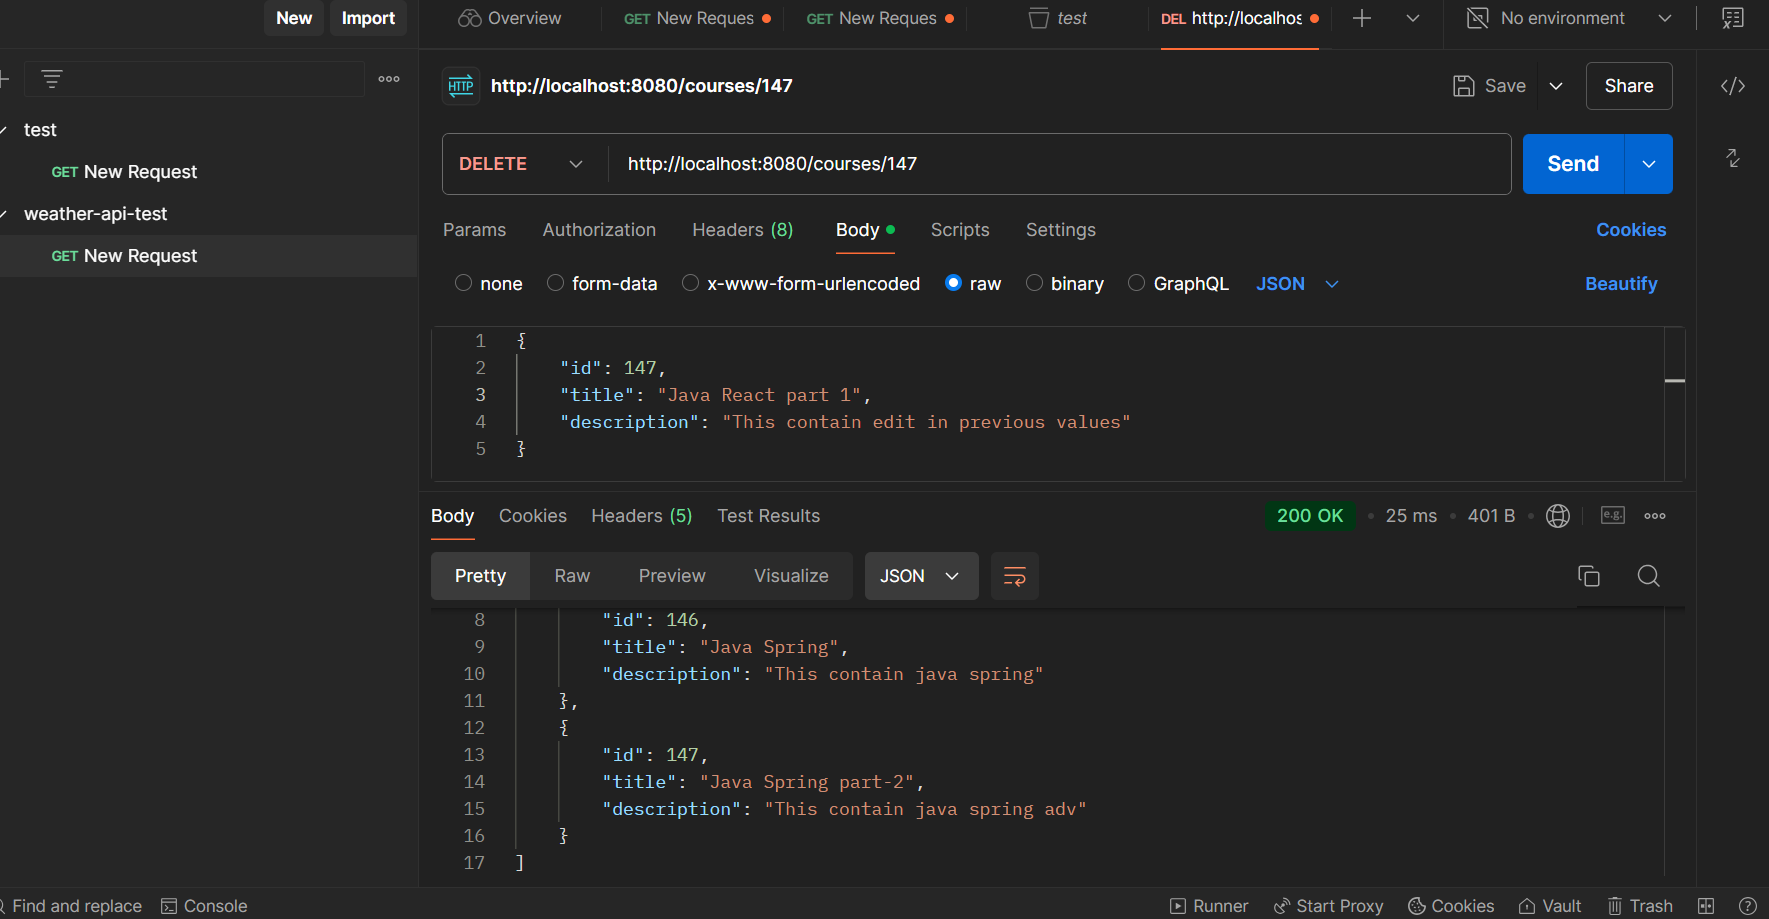 New Import Overview GET New Reques GET New Reques test DEL http://localhos No environment
HTTP http://localhost:8080/courses/147 Save Share
test
DELETE http://localhost:8080/courses/147 Send
GET New Request
weather-api-test
Params Authorization Headers (8) Body Scripts Settings Cookies
GET New Request
none form-data x-www-form-urlencoded raw binary GraphQL JSON Beautify
1 {
2 "id": 147,
3 "title": "Java React part 1",
4 "description": "This contain edit in previous values"
5 }
Body Cookies Headers (5) Test Results 200 OK 25 ms 401 B e.g.
Pretty Raw Preview Visualize JSON
8 "id": 146,
9 "title": "Java Spring",
10 "description": "This contain java spring"
11 },
12 {
13 "id": 147,
14 "title": "Java Spring part-2",
15 "description": "This contain java spring adv"
16 }
17 ]
Find and replace Console Runner Start Proxy Cookies Vault Trash